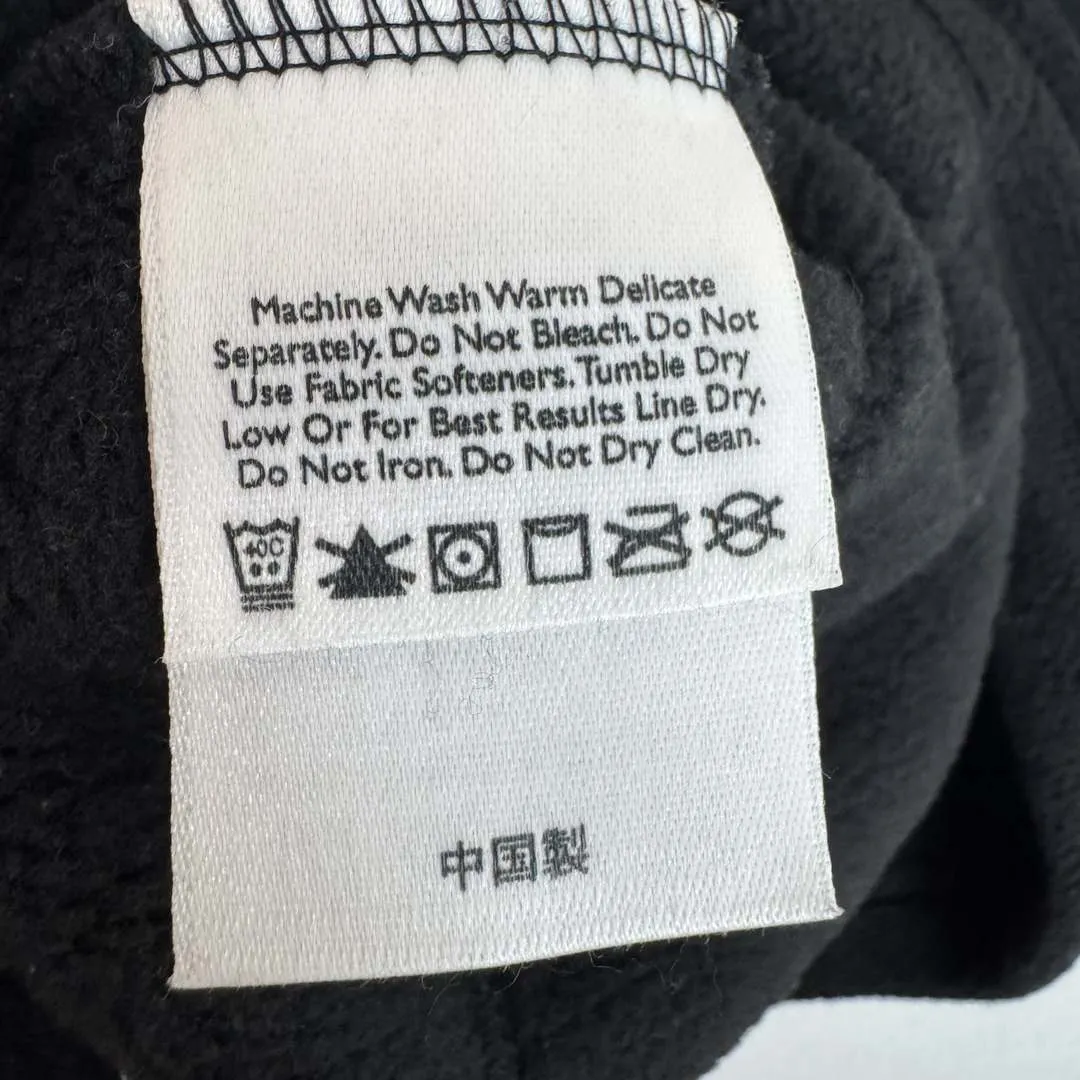 Machine Wash Warm Delicate
Separately. Do Not Bleach. Do Not
Use Fabric Softeners. Tumble Dry
Low Or For Best Results Line Dry.
Do Not Iron. Do Not Dry Clean.
40C
中国製